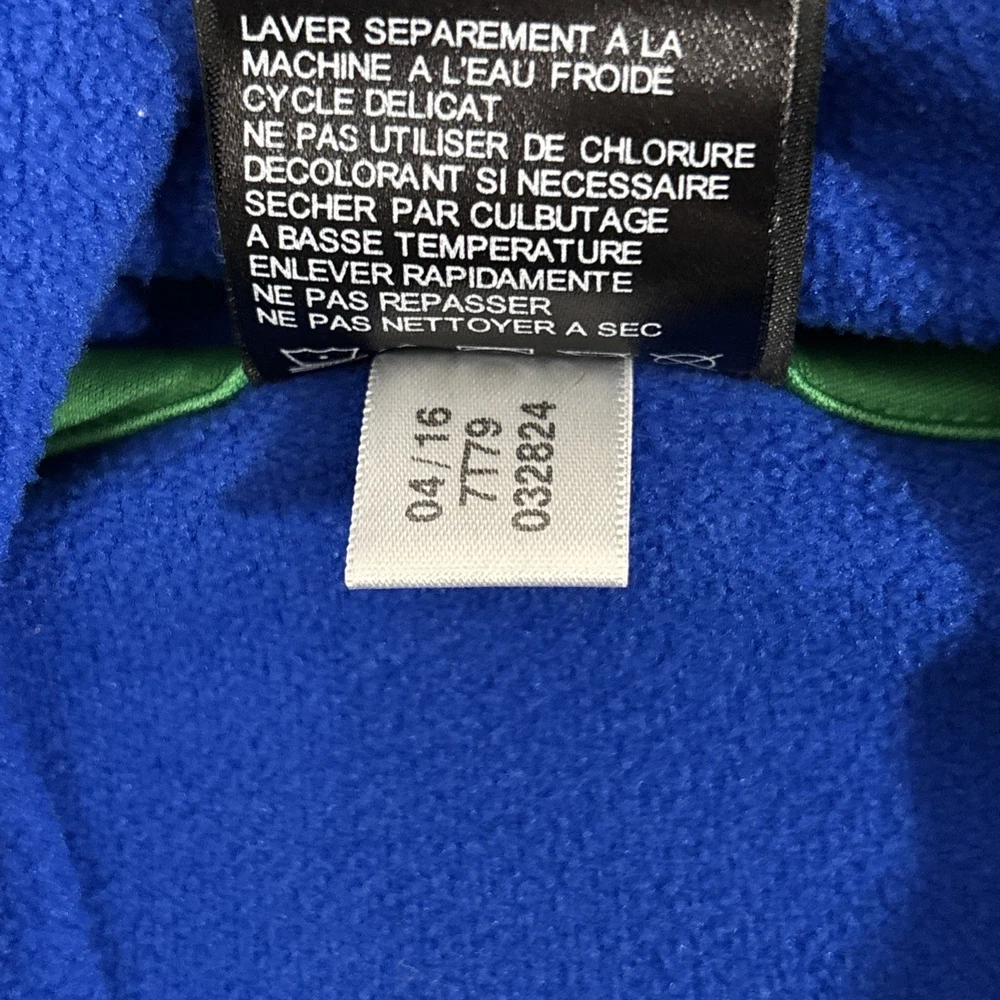 LAVER SEPAREMENT A LA
MACHINE A L'EAU FROIDE
CYCLE DELICAT
NE PAS UTILISER DE CHLORURE
DECOLORANT SI NECESSAIRE
SECHER PAR CULBUTAGE
A BASSE TEMPERATURE
ENLEVER RAPIDAMENTE
NE PAS REPASSER
NE PAS NETTOYER A SEC
04/16
7T79
032824